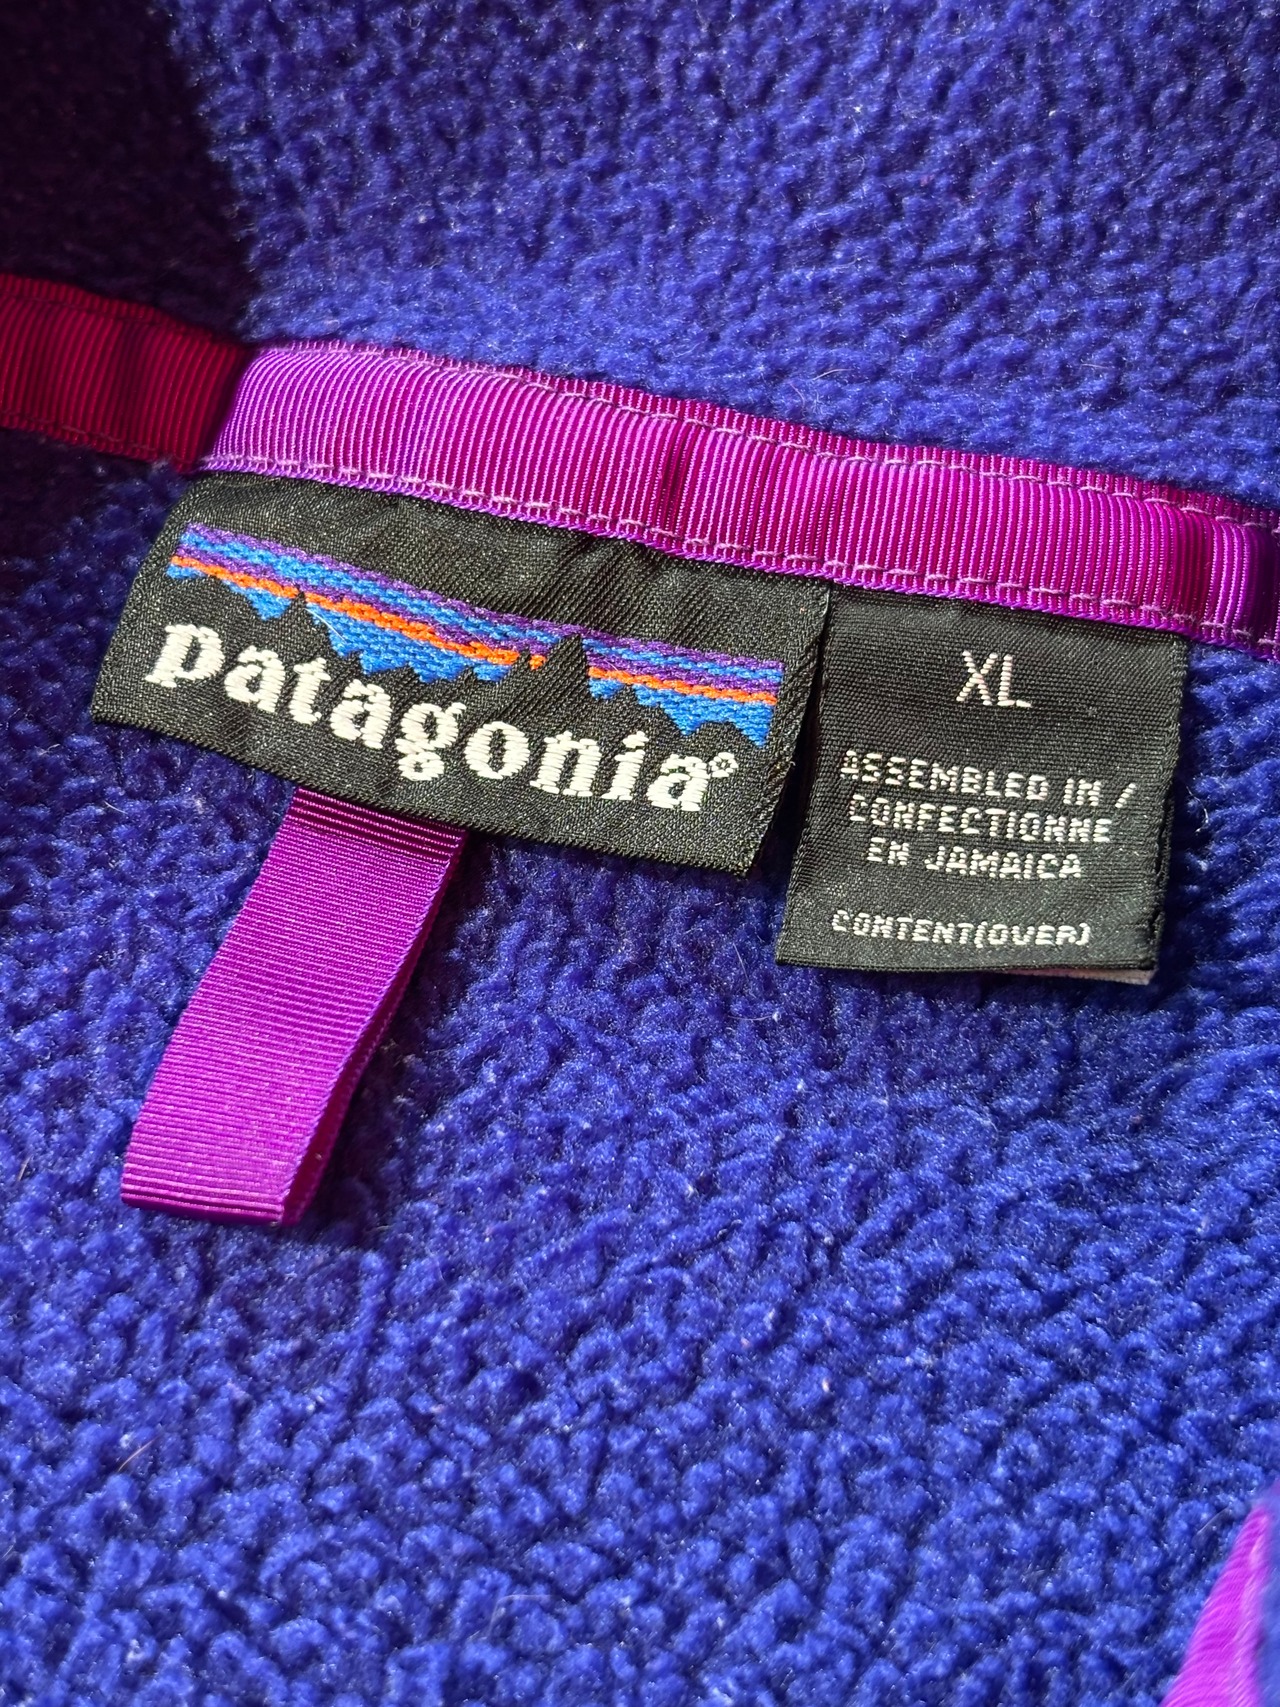 patagonia®
XL
ASSEMBLED IN /
CONFECTIONNE
EN JAMAICA
CONTENT(OVER)